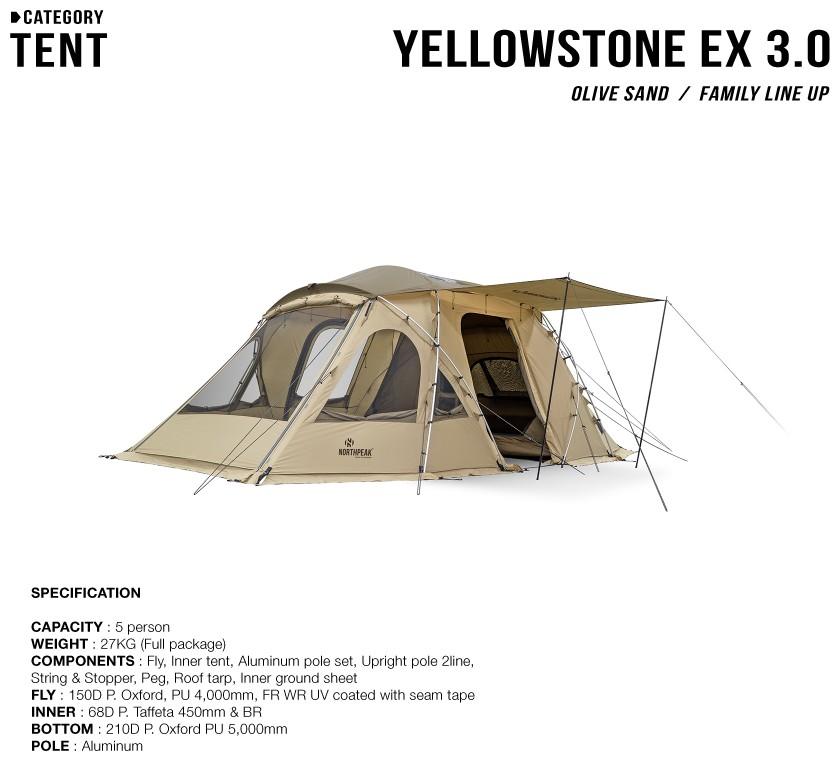 CATEGORY
TENT
YELLOWSTONE EX 3.0
OLIVE SAND / FAMILY LINE UP
NORTHPEAK
SPECIFICATION
CAPACITY : 5 person
WEIGHT : 27KG (Full package)
COMPONENTS : Fly, Inner tent, Aluminum pole set, Upright pole 2line,
String & Stopper, Peg, Roof tarp, Inner ground sheet
FLY : 150D P. Oxford, PU 4,000mm, FR WR UV coated with seam tape
INNER : 68D P. Taffeta 450mm & BR
BOTTOM : 210D P. Oxford PU 5,000mm
POLE : Aluminum